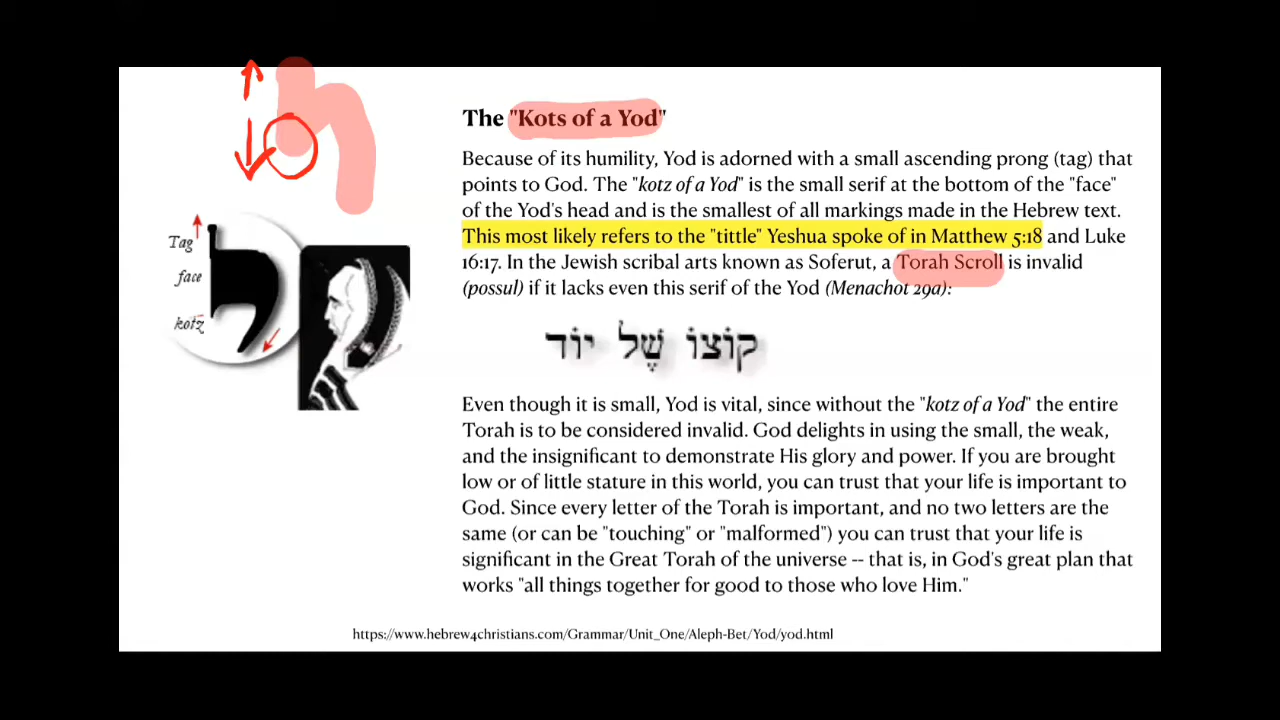 The "Kots of a Yod"
Because of its humility, Yod is adorned with a small ascending prong (tag) that
points to God. The "kotz of a Yod" is the small serif at the bottom of the "face"
of the Yod's head and is the smallest of all markings made in the Hebrew text.
This most likely refers to the "tittle" Yeshua spoke of in Matthew 5:18 and Luke
16:17. In the Jewish scribal arts known as Soferut, a Torah Scroll is invalid
(possul) if it lacks even this serif of the Yod (Menachot 29a):
קוֹצוֹ שֶׁל יוֹד
Even though it is small, Yod is vital, since without the "kotz of a Yod" the entire
Torah is to be considered invalid. God delights in using the small, the weak,
and the insignificant to demonstrate His glory and power. If you are brought
low or of little stature in this world, you can trust that your life is important to
God. Since every letter of the Torah is important, and no two letters are the
same (or can be "touching" or "malformed") you can trust that your life is
significant in the Great Torah of the universe -- that is, in God's great plan that
works "all things together for good to those who love Him."
Tag
face
kotz
https://www.hebrew4christians.com/Grammar/Unit_One/Aleph-Bet/Yod/yod.html